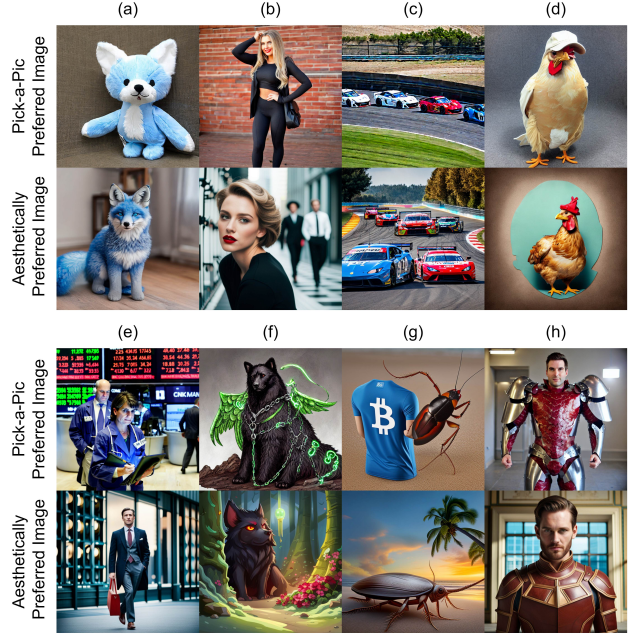 (a) (b) (c) (d)
Pick-a-Pic
Preferred Image
Aesthetically
Preferred Image
(e) (f) (g) (h)
Pick-a-Pic
Preferred Image
Aesthetically
Preferred Image